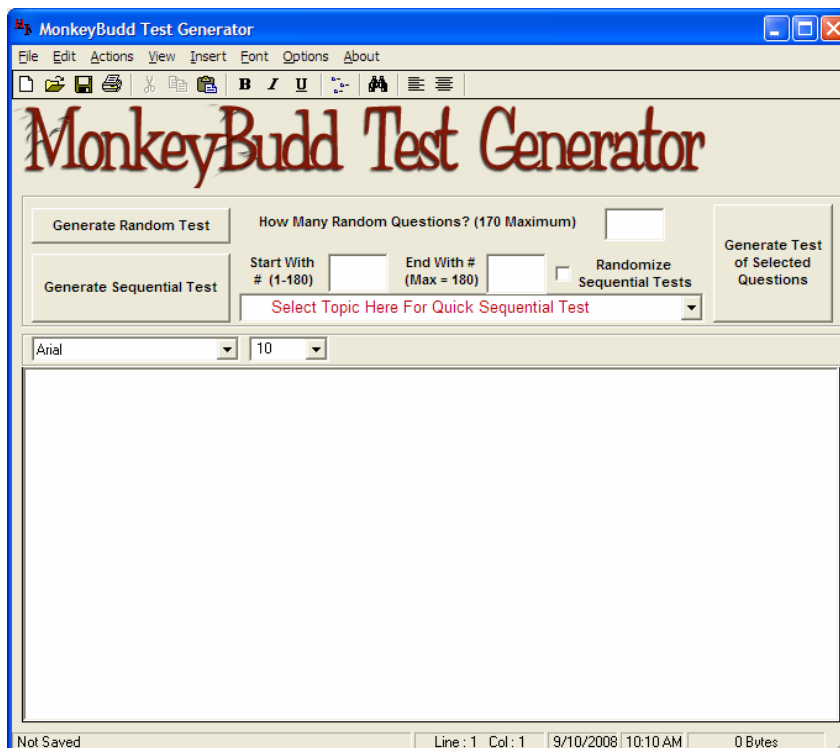 MonkeyBudd Test Generator
File Edit Actions View Insert Font Options About
B I U
MonkeyBudd Test Generator
Generate Random Test
How Many Random Questions? (170 Maximum)
Generate Sequential Test
Start With
# (1-180)
End With #
(Max = 180)
Randomize
Sequential Tests
Select Topic Here For Quick Sequential Test
Generate Test
of Selected
Questions
Arial
10
Not Saved
Line : 1 Col : 1
9/10/2008
10:10 AM
0 Bytes